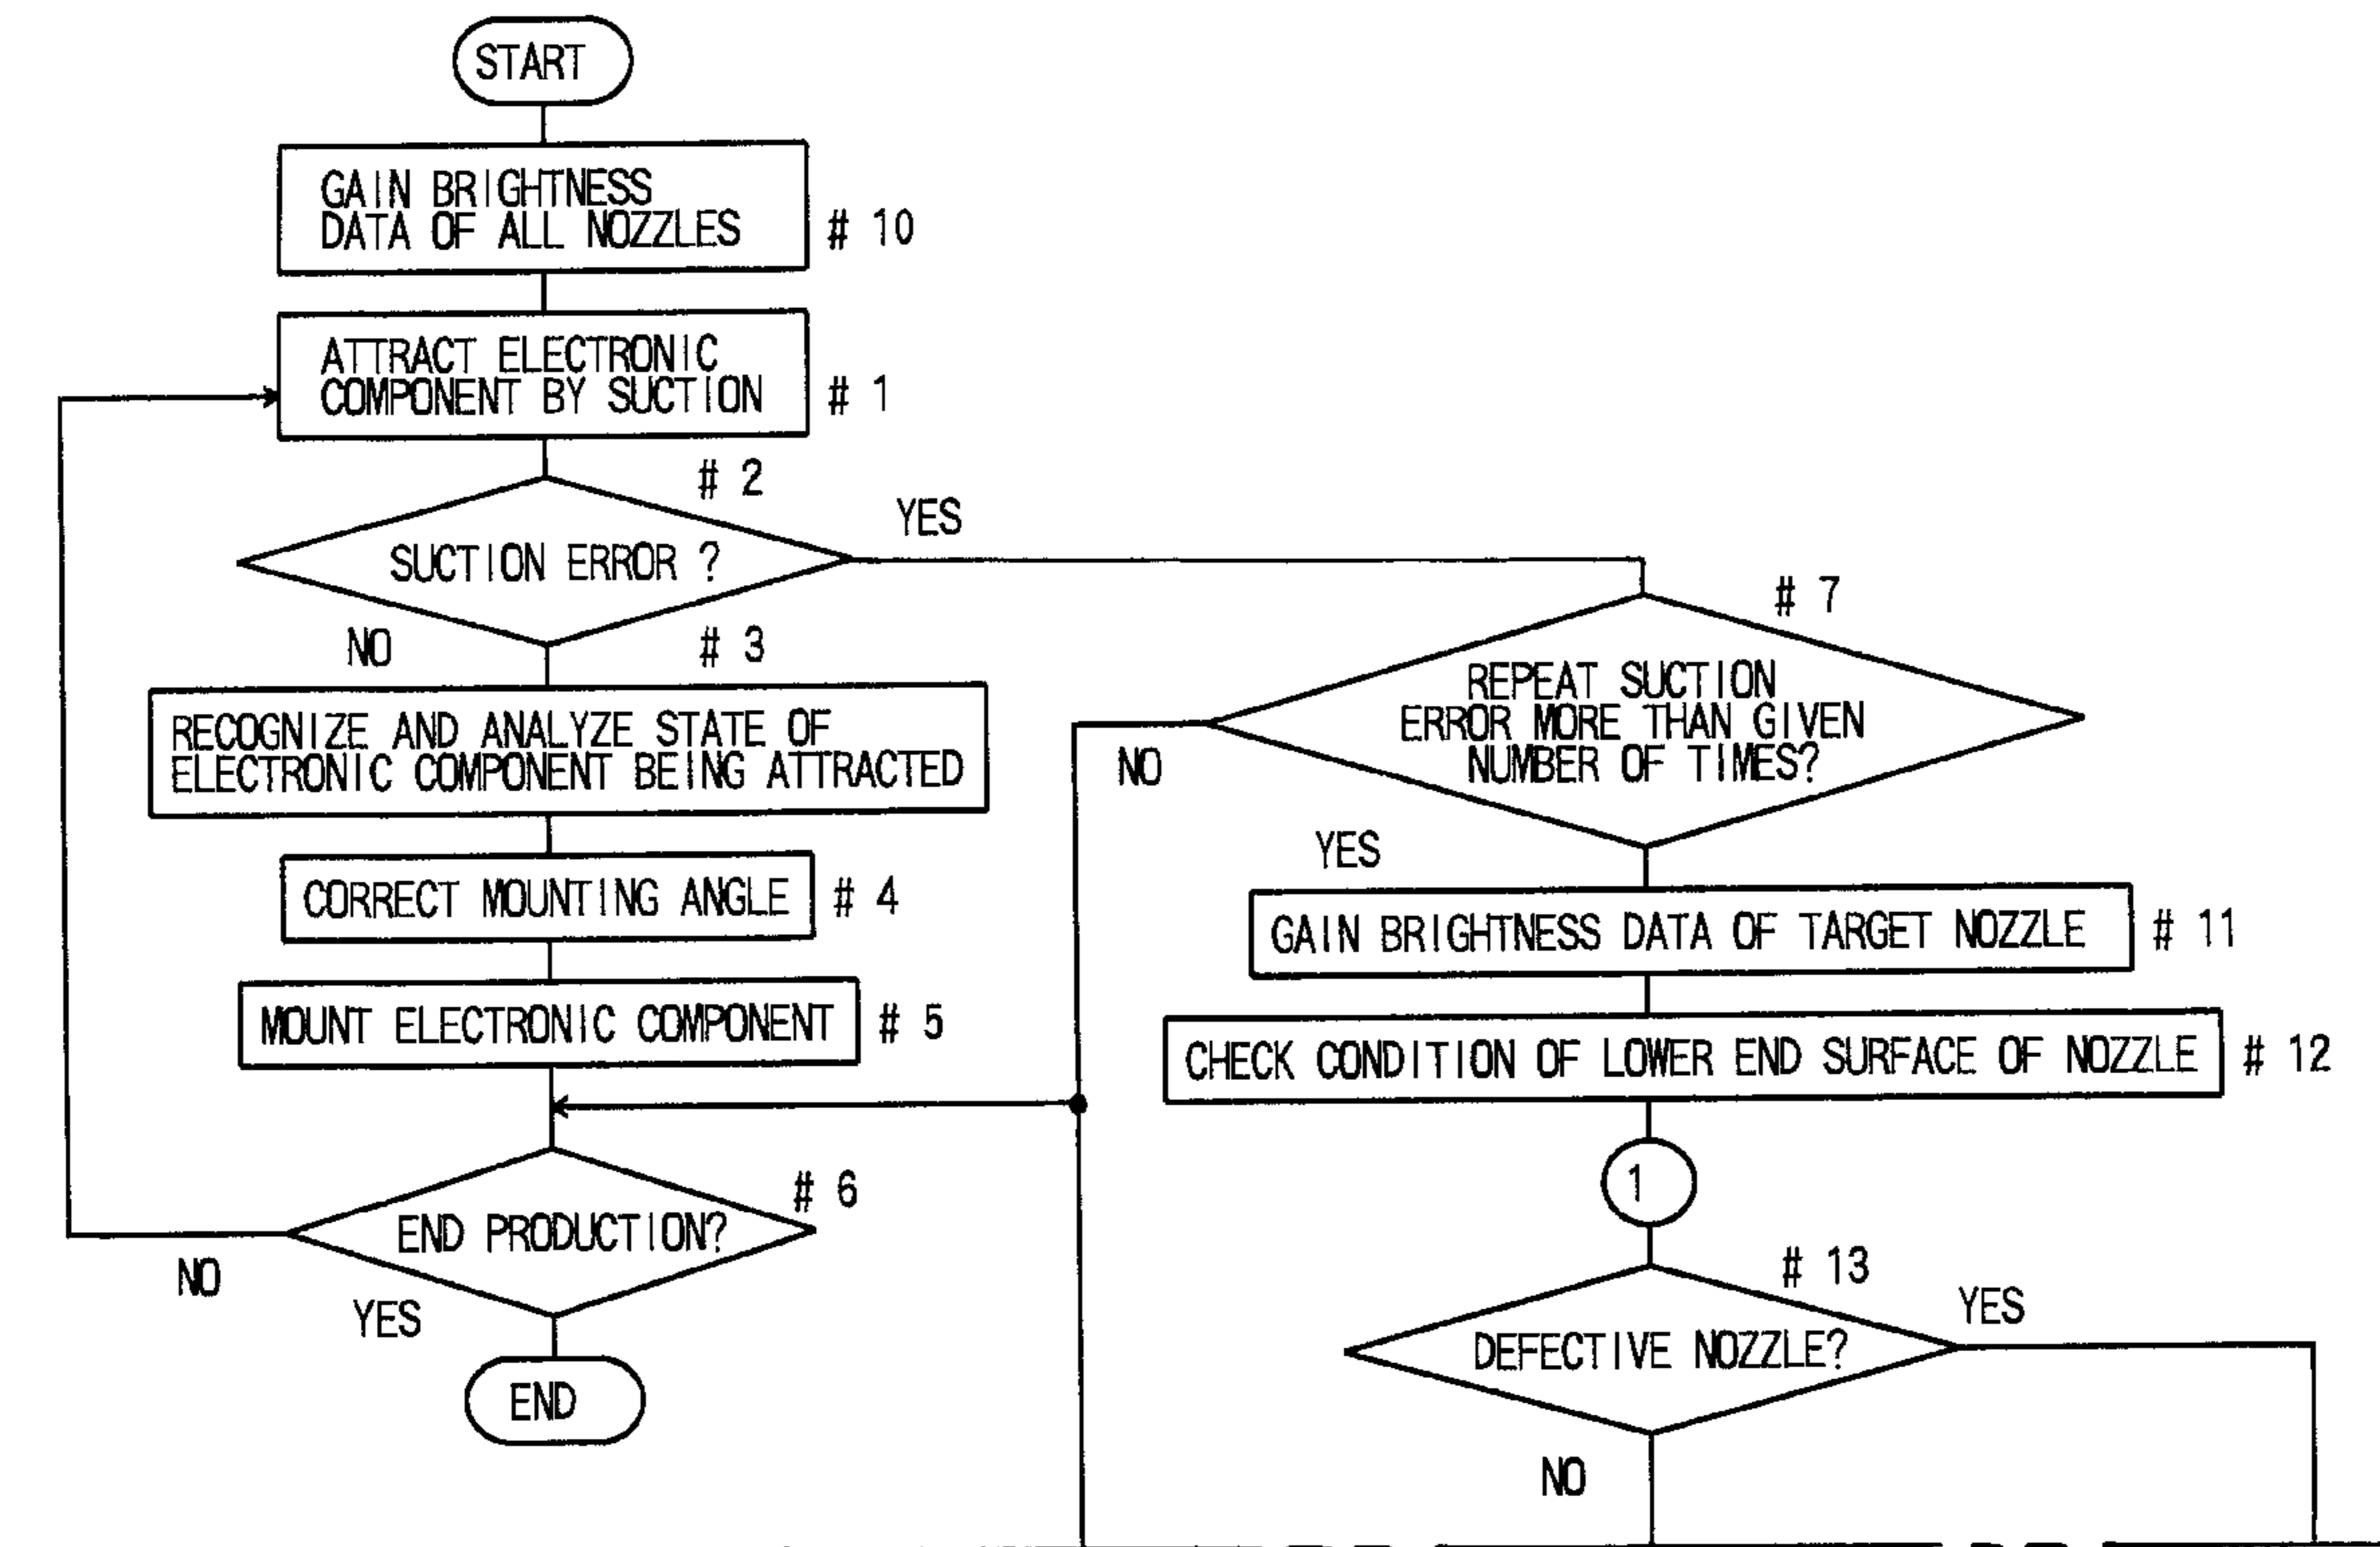 START
GAIN BRIGHTNESS
DATA OF ALL NOZZLES
# 10
ATTRACT ELECTRONIC
COMPONENT BY SUCTION
# 1
# 2
SUCTION ERROR ?
YES
NO
# 3
RECOGNIZE AND ANALYZE STATE OF
ELECTRONIC COMPONENT BEING ATTRACTED
CORRECT MOUNTING ANGLE
# 4
MOUNT ELECTRONIC COMPONENT
# 5
# 6
END PRODUCTION?
NO
YES
END
# 7
REPEAT SUCTION
ERROR MORE THAN GIVEN
NUMBER OF TIMES?
NO
YES
GAIN BRIGHTNESS DATA OF TARGET NOZZLE
# 11
CHECK CONDITION OF LOWER END SURFACE OF NOZZLE
# 12
1
# 13
DEFECTIVE NOZZLE?
YES
NO